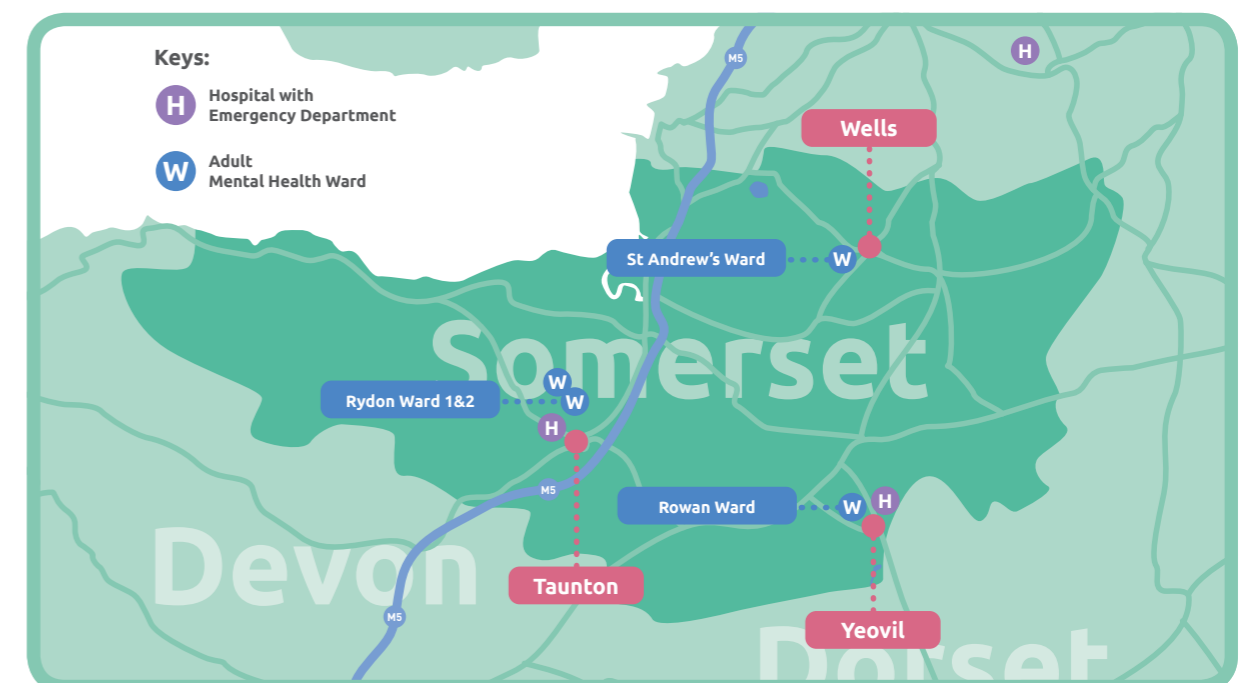 Keys:
H
Hospital with
Emergency Department
W
Adult
Mental Health Ward
M5
H
Wells
St Andrew's Ward
W
Somerset
W
Rydon Ward 1&2
W
H
M5
Rowan Ward
W
H
Devon
Taunton
M5
Yeovil
Dorset